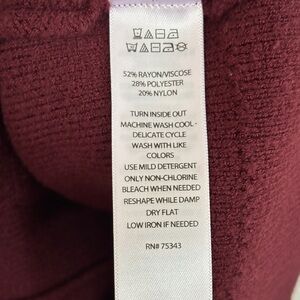 52% RAYON/VISCOSE
28% POLYESTER
20% NYLON
TURN INSIDE OUT
MACHINE WASH COOL -
DELICATE CYCLE
WASH WITH LIKE
COLORS
USE MILD DETERGENT
ONLY NON-CHLORINE
BLEACH WHEN NEEDED
RESHAPE WHILE DAMP
DRY FLAT
LOW IRON IF NEEDED
RN# 75343